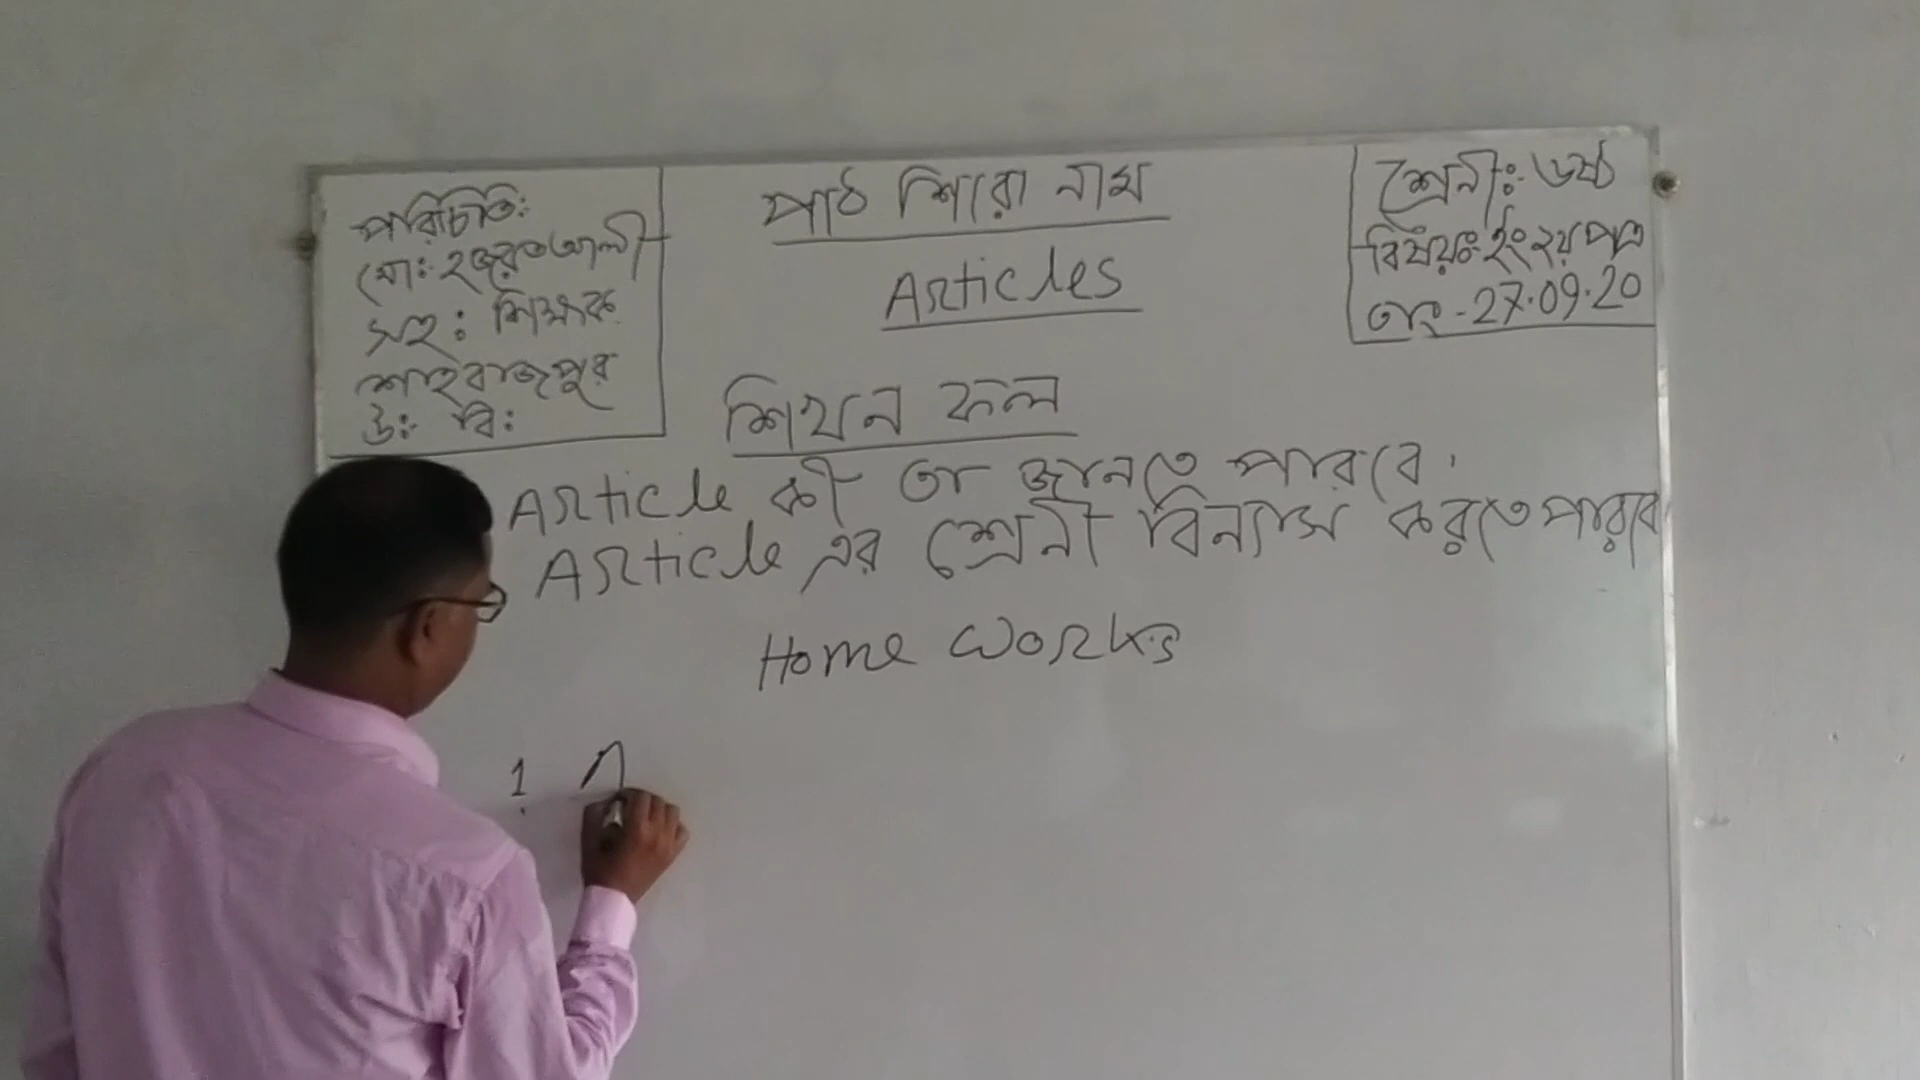 পরিচিতি:
মো: হজরত আলী
সহ: শিক্ষক
শাহবাজপুর
উ: বি:
পাঠ শিরো নাম
Articles
শ্রেনী:- ৬ষ্ঠ
বিষয়ঃ- ইং ২য় পত্র
তাং - 27.09.20
শিখন ফল
Article কী তা জানতে পারবে।
Article এর শ্রেনী বিন্যাস করতে পারবে
Home works
1.